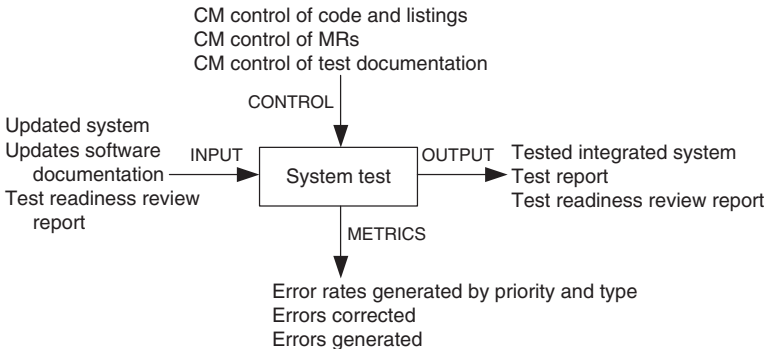 CM control of code and listings
CM control of MRs
CM control of test documentation
CONTROL
Updated system
Updates software
documentation
Test readiness review
report
INPUT
System test
OUTPUT
Tested integrated system
Test report
Test readiness review report
METRICS
Error rates generated by priority and type
Errors corrected
Errors generated